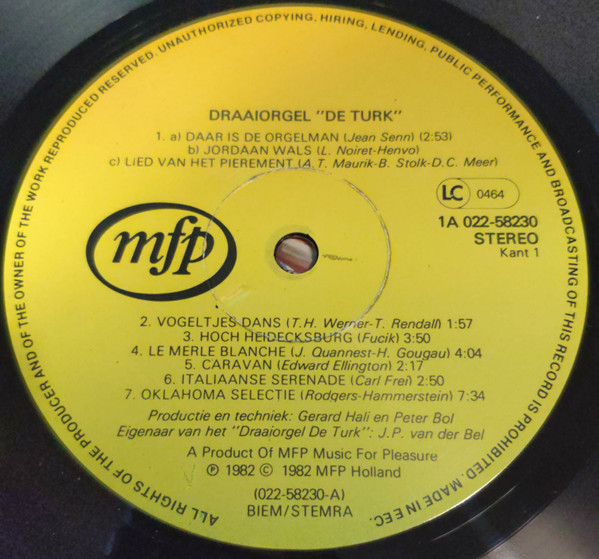 ALL RIGHTS OF THE PRODUCER AND OF THE OWNER OF THE WORK REPRODUCED RESERVED. UNAUTHORIZED COPYING, HIRING, LENDING, PUBLIC PERFORMANCE AND BROADCASTING OF THIS RECORD IS PROHIBITED. MADE IN EEC.
DRAAIORGEL "DE TURK"
1. a) DAAR IS DE ORGELMAN (Jean Senn) (2:53)
b) JORDAAN WALS (L. Noiret-Henvo)
c) LIED VAN HET PIEREMENT (A.T. Maurik-B. Stolk-D.C. Meer)
LC 0464
1A 022-58230
STEREO
Kant 1
mfp
2. VOGELTJES DANS (T.H. Werner-T. Rendall) 1:57
3. HOCH HEIDECKSBURG (Fucik) 3:50
4. LE MERLE BLANCHE (J. Quannest-H. Gougau) 4:04
5. CARAVAN (Edward Ellington) 2:17
6. ITALIAANSE SERENADE (Carl Frei) 2:50
7. OKLAHOMA SELECTIE (Rodgers-Hammerstein) 7:34
Productie en techniek: Gerard Hali en Peter Bol
Eigenaar van het "Draaiorgel De Turk": J.P. van der Bel
A Product Of MFP Music For Pleasure
℗ 1982 © 1982 MFP Holland
(022-58230-A)
BIEM/STEMRA